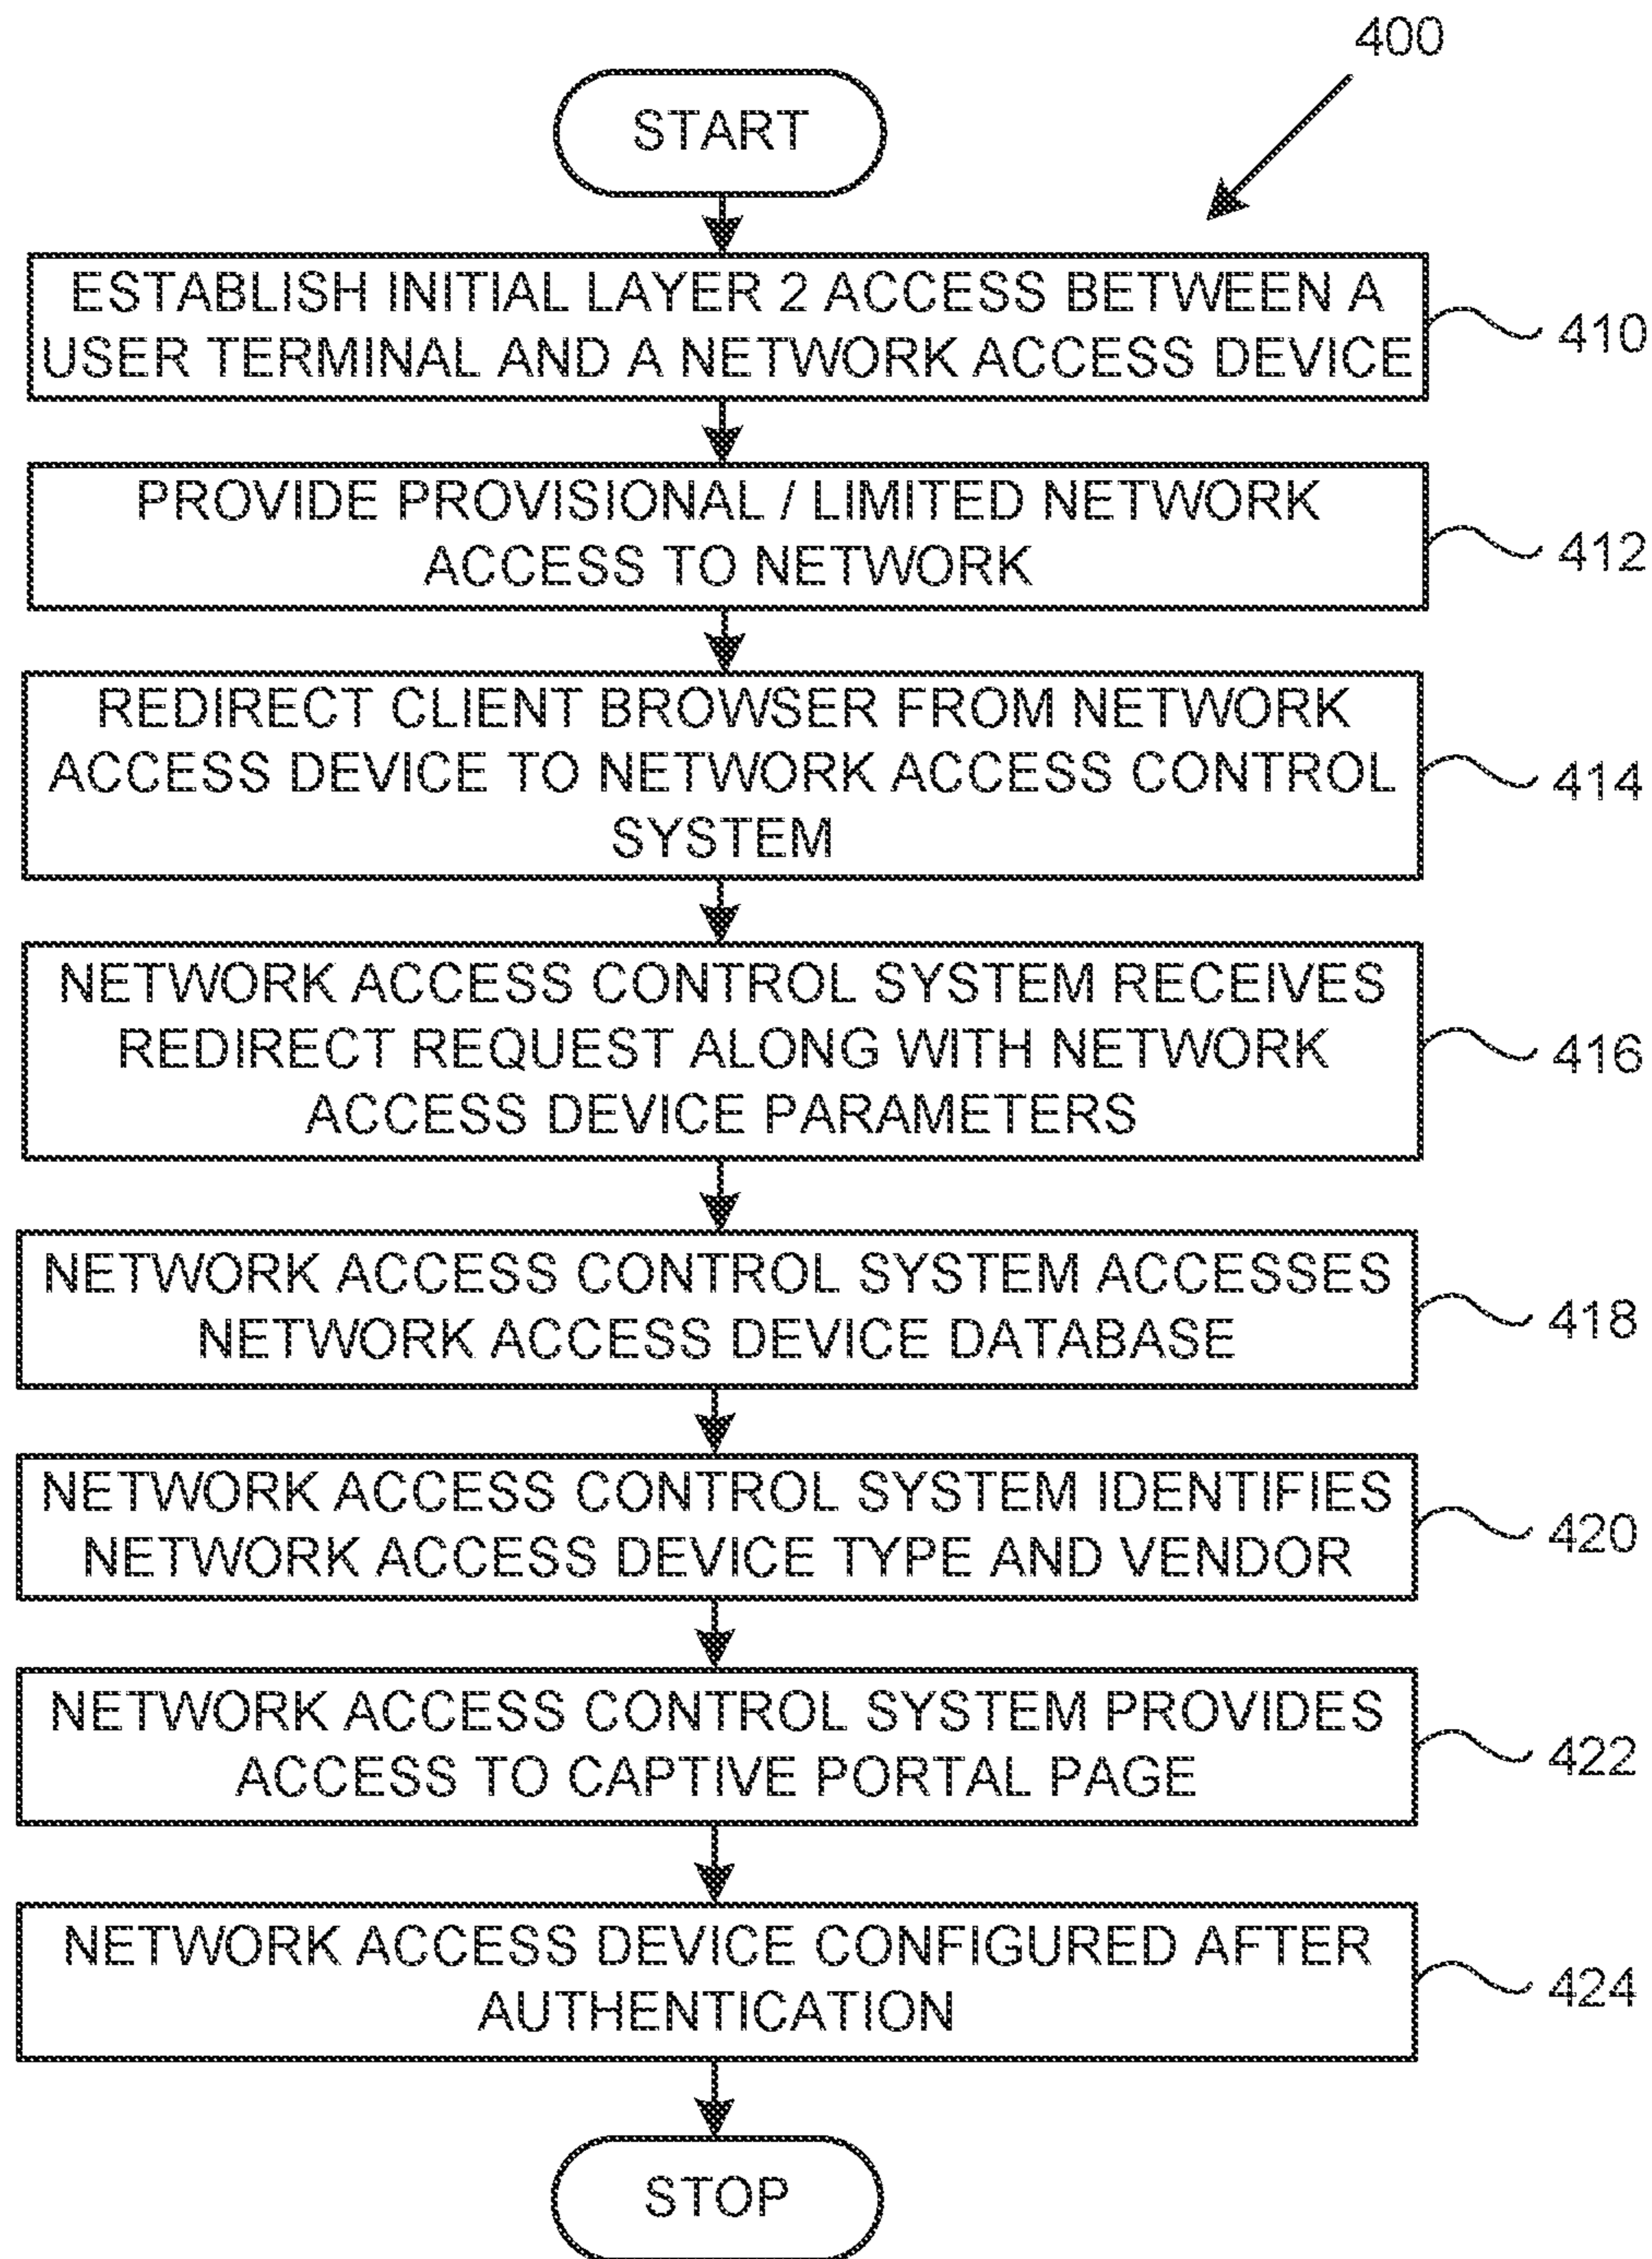 400
START
ESTABLISH INITIAL LAYER 2 ACCESS BETWEEN A
USER TERMINAL AND A NETWORK ACCESS DEVICE
410
PROVIDE PROVISIONAL / LIMITED NETWORK
ACCESS TO NETWORK
412
REDIRECT CLIENT BROWSER FROM NETWORK
ACCESS DEVICE TO NETWORK ACCESS CONTROL
SYSTEM
414
NETWORK ACCESS CONTROL SYSTEM RECEIVES
REDIRECT REQUEST ALONG WITH NETWORK
ACCESS DEVICE PARAMETERS
416
NETWORK ACCESS CONTROL SYSTEM ACCESSES
NETWORK ACCESS DEVICE DATABASE
418
NETWORK ACCESS CONTROL SYSTEM IDENTIFIES
NETWORK ACCESS DEVICE TYPE AND VENDOR
420
NETWORK ACCESS CONTROL SYSTEM PROVIDES
ACCESS TO CAPTIVE PORTAL PAGE
422
NETWORK ACCESS DEVICE CONFIGURED AFTER
AUTHENTICATION
424
STOP